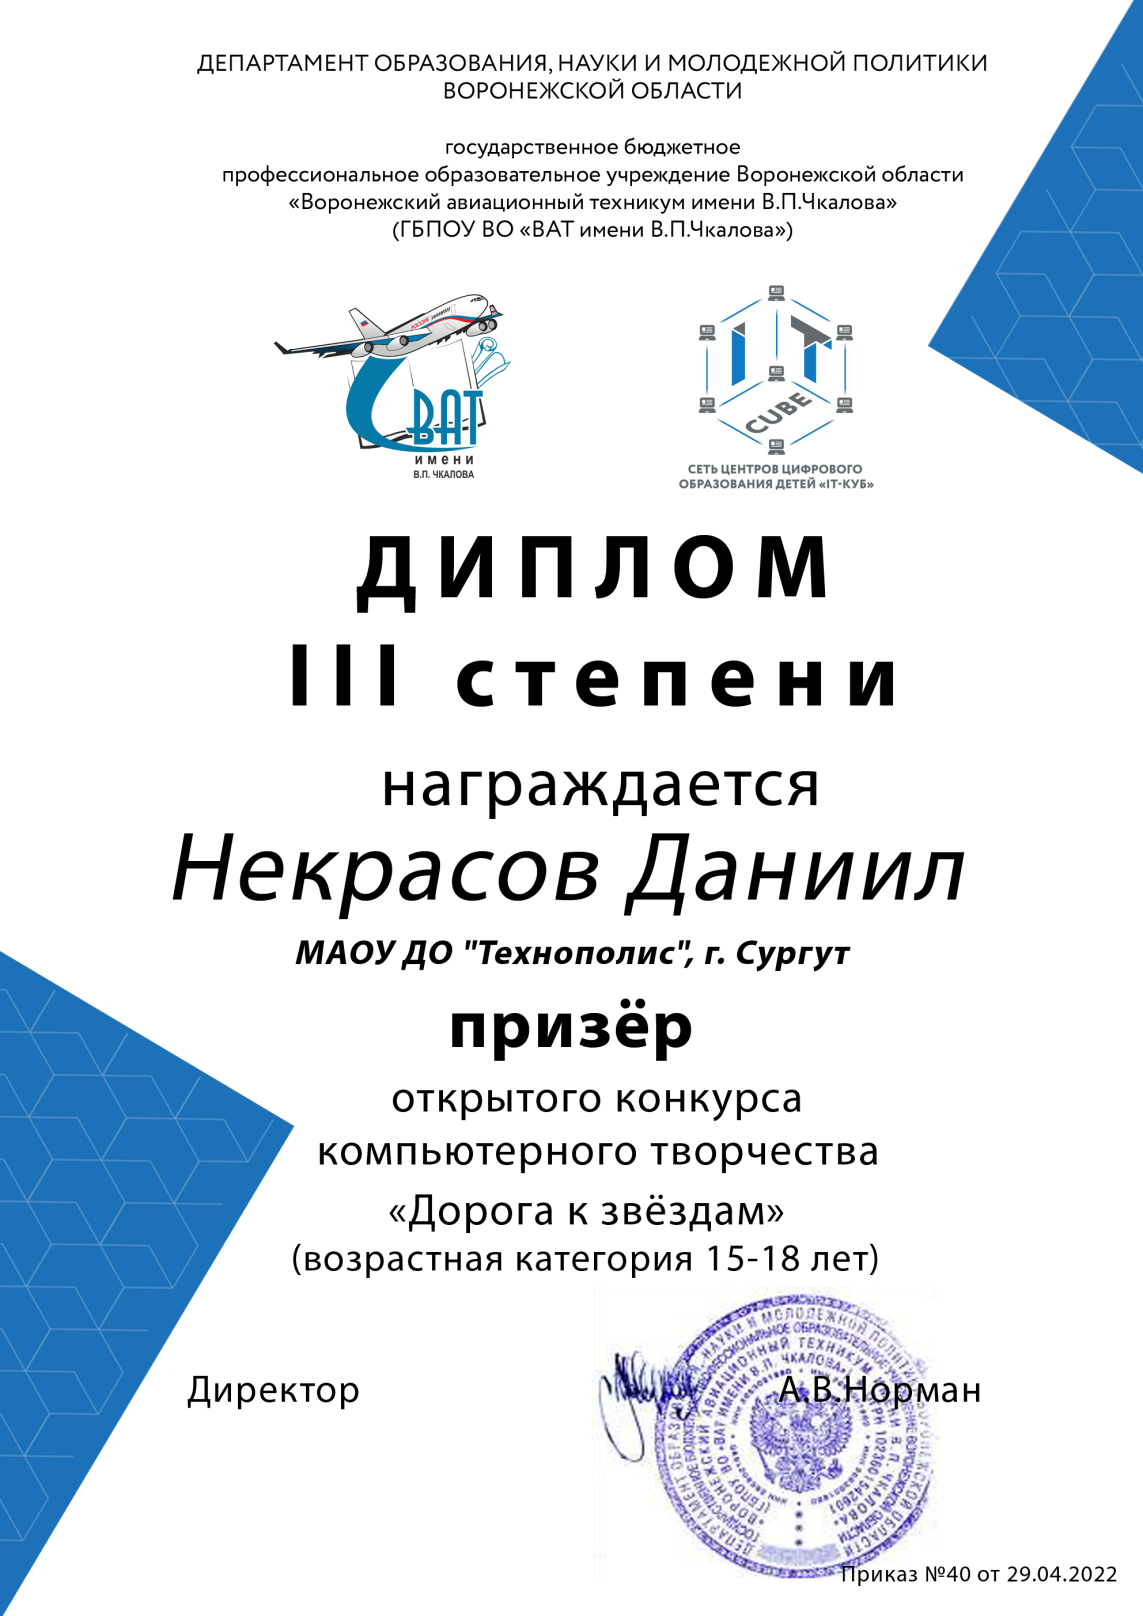 ДЕПАРТАМЕНТ ОБРАЗОВАНИЯ, НАУКИ И МОЛОДЕЖНОЙ ПОЛИТИКИ
ВОРОНЕЖСКОЙ ОБЛАСТИ
государственное бюджетное
профессиональное образовательное учреждение Воронежской области
«Воронежский авиационный техникум имени В.П.Чкалова»
(ГБПОУ ВО «ВАТ имени В.П.Чкалова»)
РОССИЯ
ВАТ
имени
В.П. ЧКАЛОВА
IT
CUBE
СЕТЬ ЦЕНТРОВ ЦИФРОВОГО
ОБРАЗОВАНИЯ ДЕТЕЙ «IT-КУБ»
ДИПЛОМ
III степени
награждается
Некрасов Даниил
МАОУ ДО "Технополис", г. Сургут
призёр
открытого конкурса
компьютерного творчества
«Дорога к звёздам»
(возрастная категория 15-18 лет)
Директор А.В.Норман
Приказ №40 от 29.04.2022